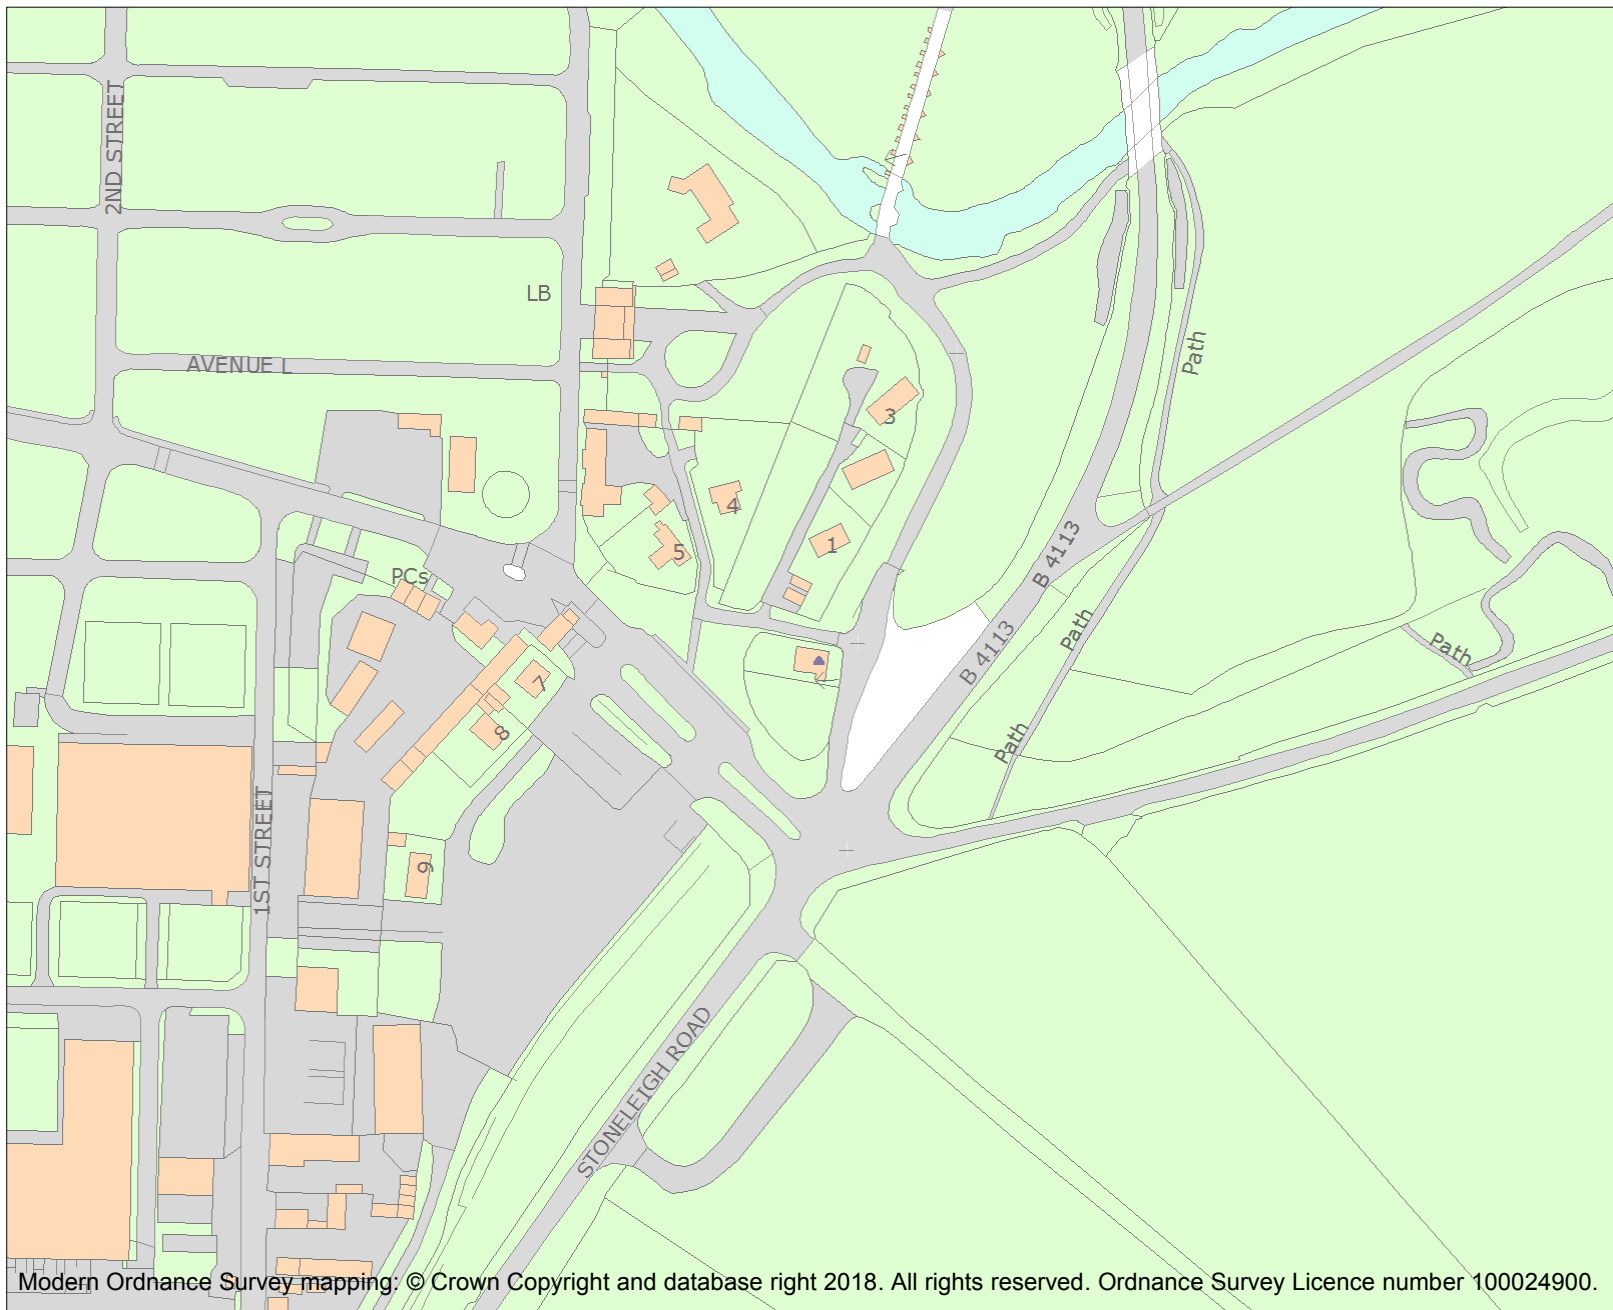 2ND STREET
LB
AVENUE L
Path
3
4
1
5
B 4113
PCs
B 4113
Path
Path
7
8
Path
1ST STREET
9
STONELEIGH ROAD
Modern Ordnance Survey mapping: © Crown Copyright and database right 2018. All rights reserved. Ordnance Survey Licence number 100024900.